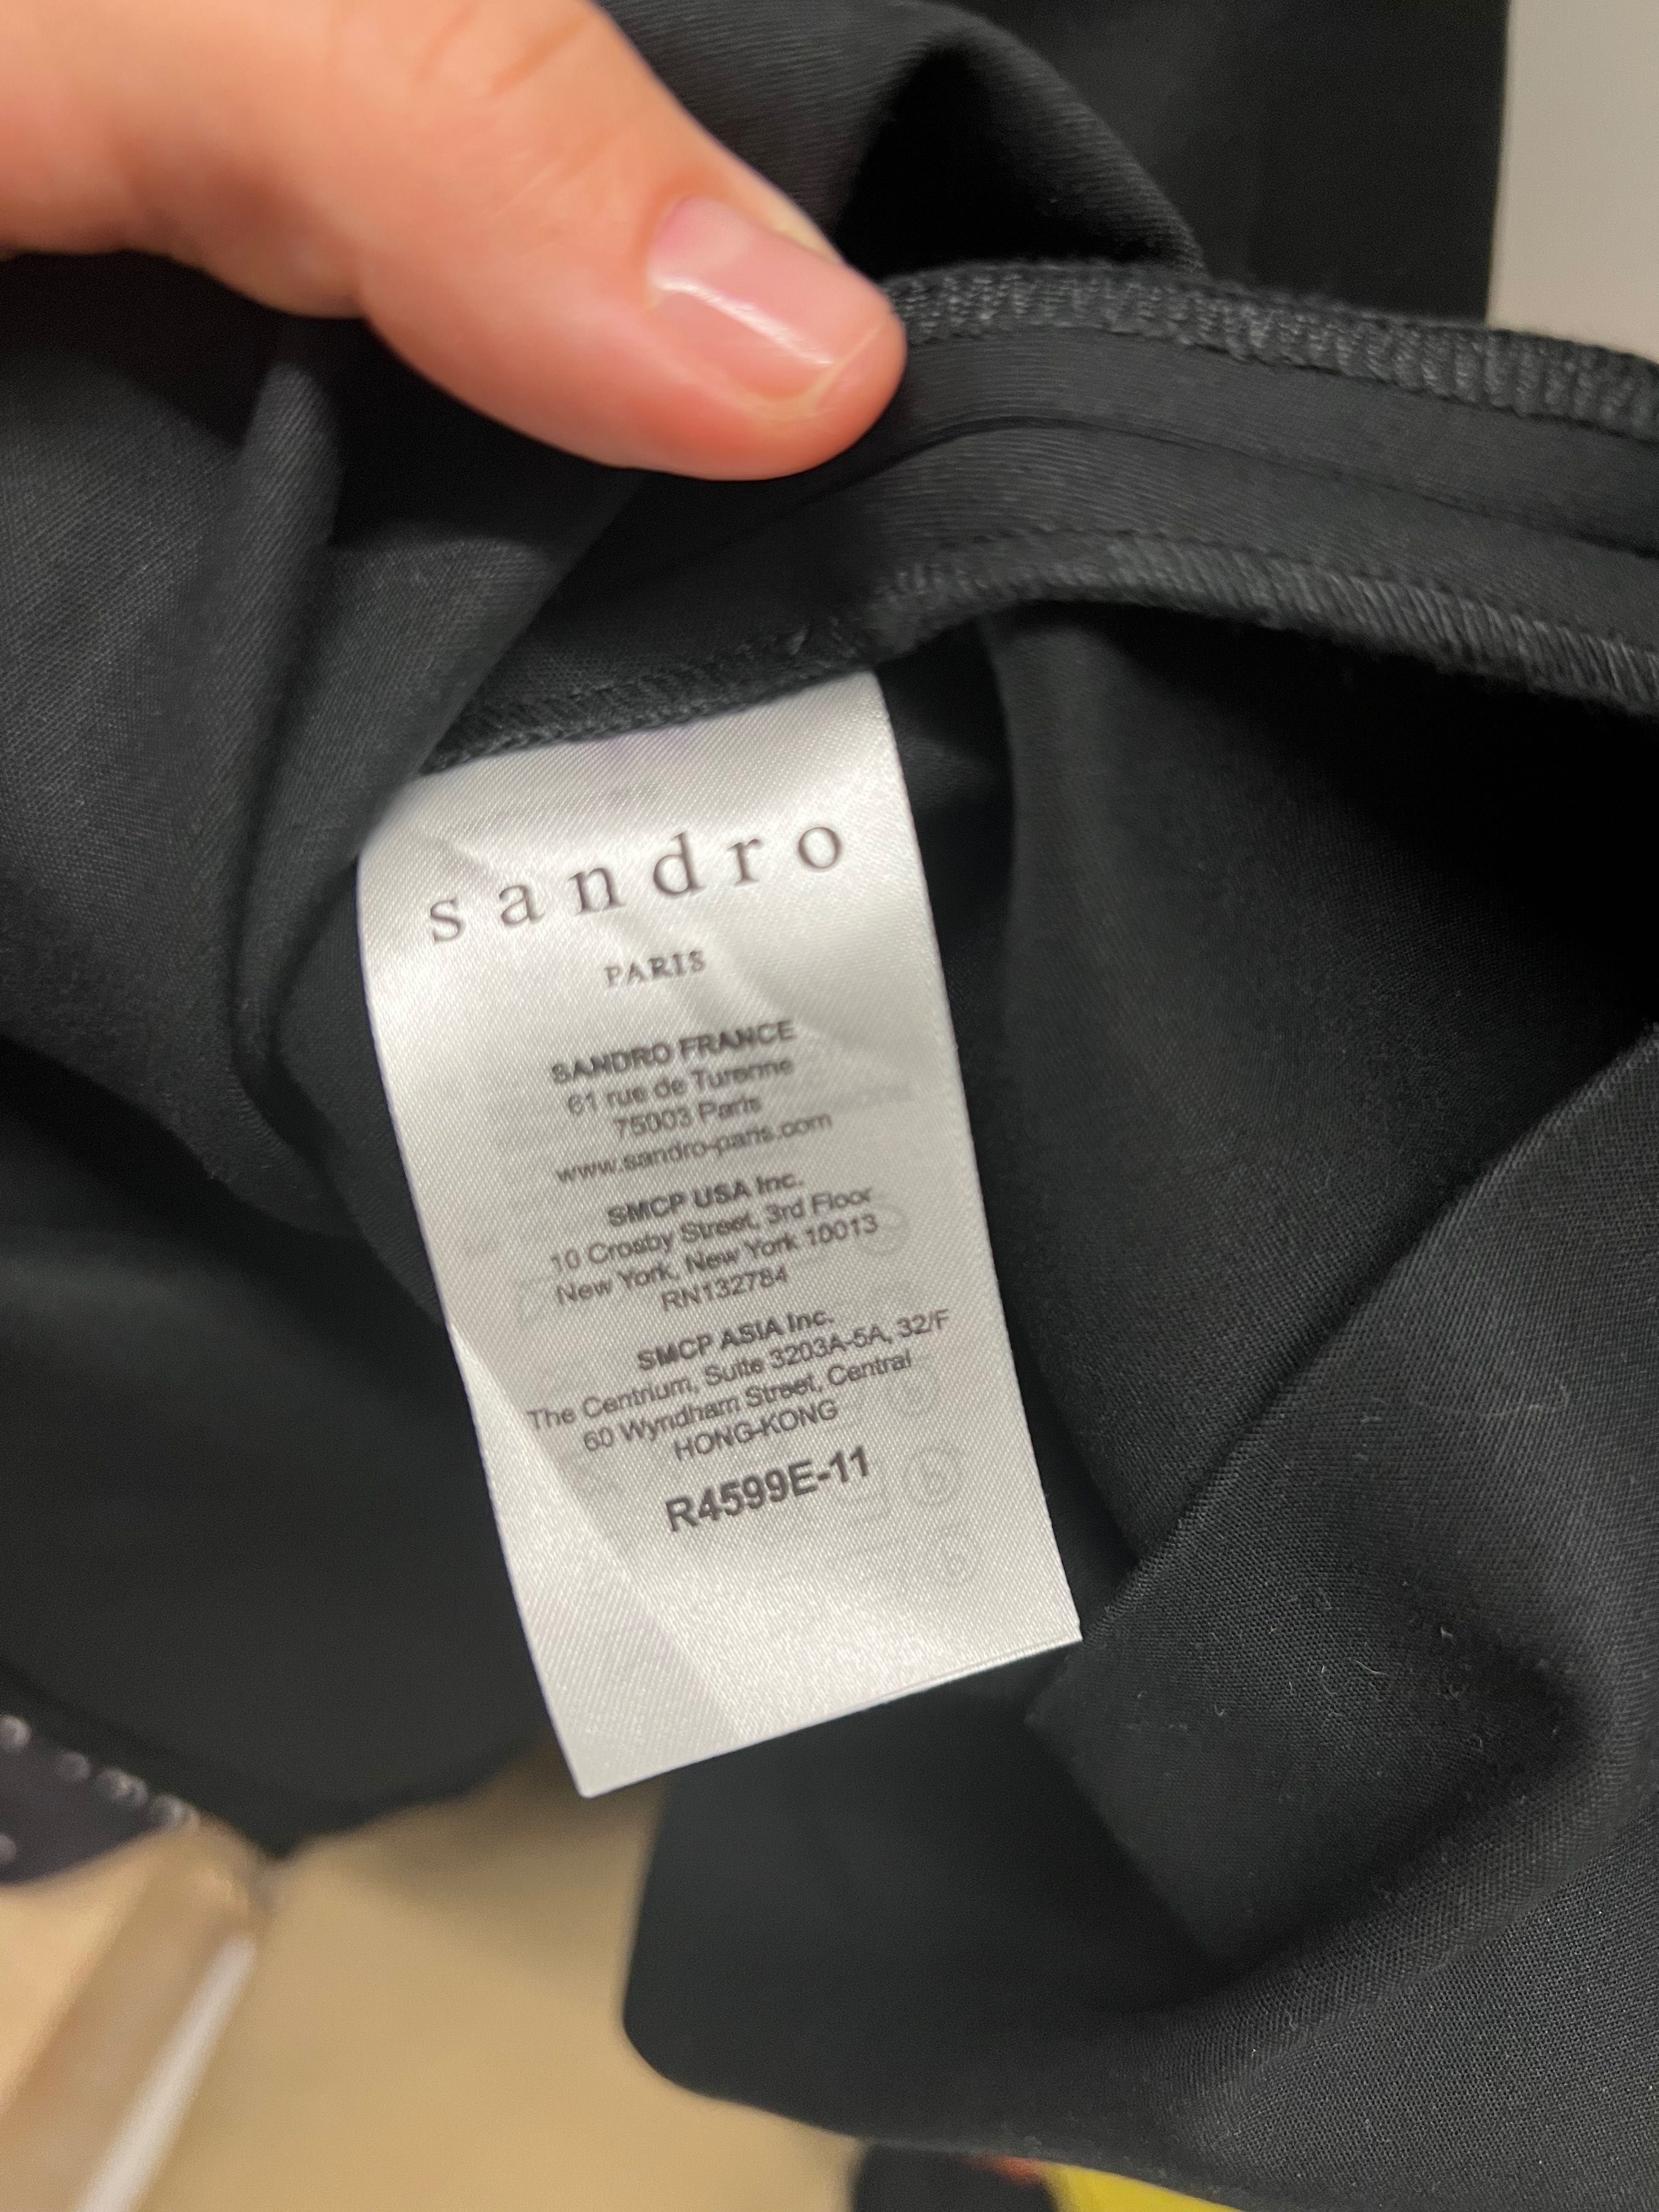 sandro
PARIS
SANDRO FRANCE
61 rue de Turenne
75003 Paris
www.sandro-paris.com
SMCP USA Inc.
10 Crosby Street, 3rd Floor
New York, New York 10013
RN132784
SMCP ASIA Inc.
The Centrium, Suite 3203A-5A, 32/F
60 Wyndham Street, Central
HONG-KONG
R4599E-11